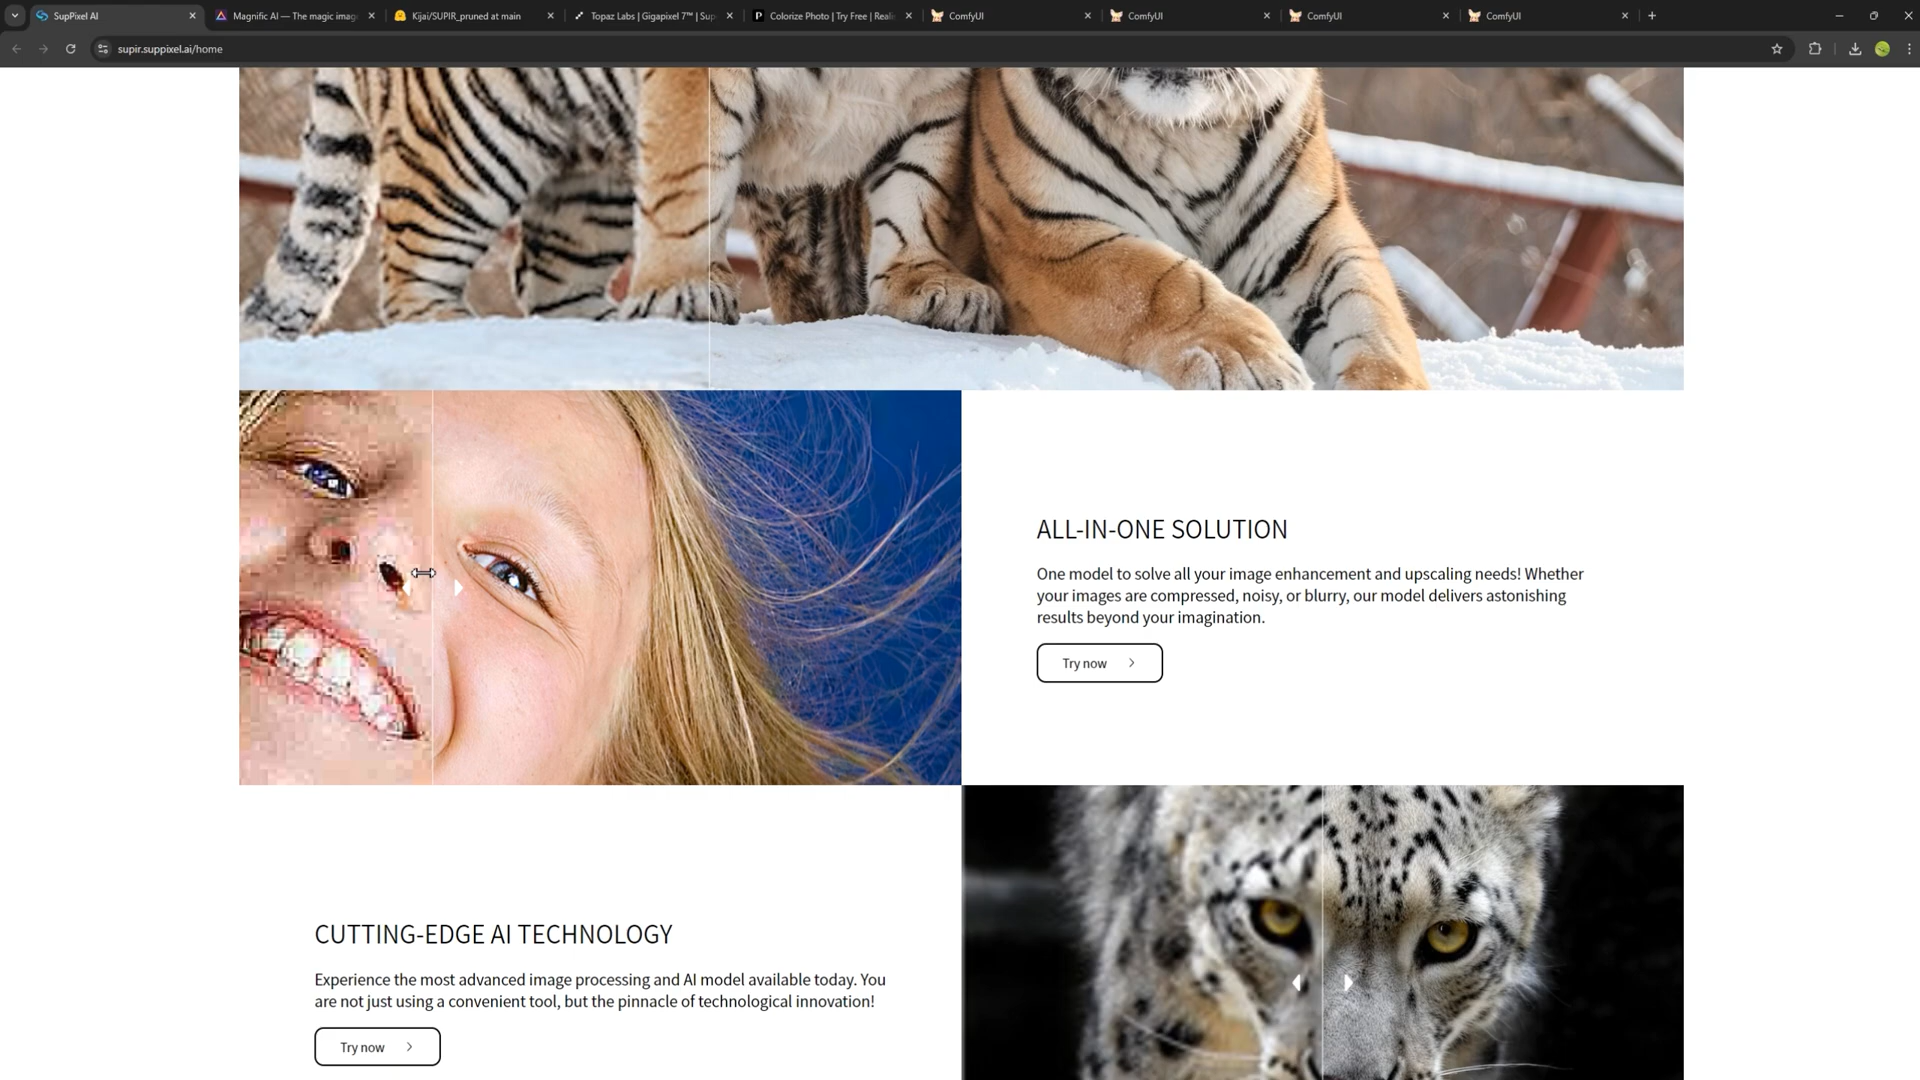 SupPixel AI
Magnific AI — The magic imag
Kijai/SUPIR_pruned at main
Topaz Labs | Gigapixel 7™ | Sup
Colorize Photo | Try Free | Reali
ComfyUI
ComfyUI
ComfyUI
ComfyUI
supir.suppixel.ai/home
ALL-IN-ONE SOLUTION
One model to solve all your image enhancement and upscaling needs! Whether
your images are compressed, noisy, or blurry, our model delivers astonishing
results beyond your imagination.
Try now
CUTTING-EDGE AI TECHNOLOGY
Experience the most advanced image processing and AI model available today. You
are not just using a convenient tool, but the pinnacle of technological innovation!
Try now